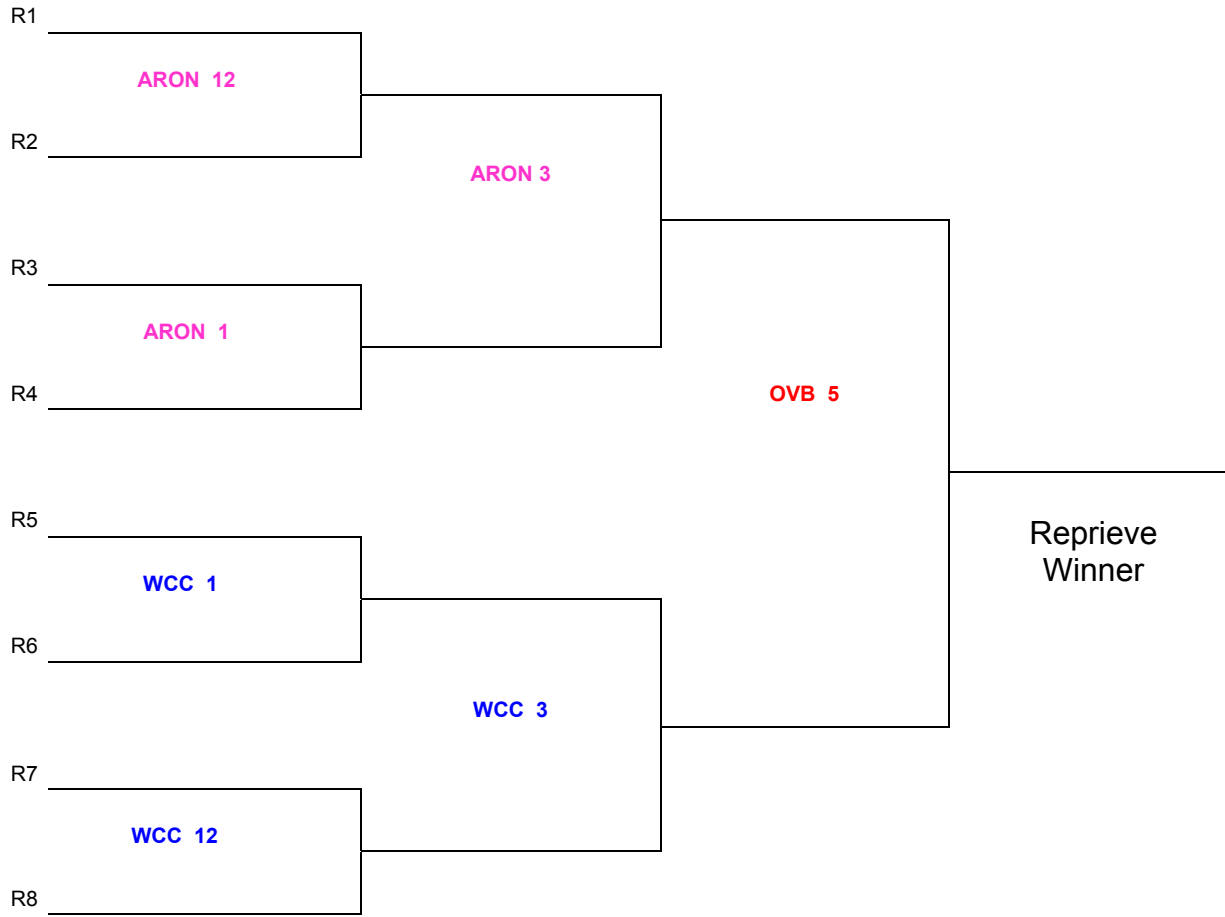 R1
ARON 12
R2
ARON 3
R3
ARON 1
R4
OVB 5
R5
WCC 1
R6
Reprieve
Winner
WCC 3
R7
WCC 12
R8